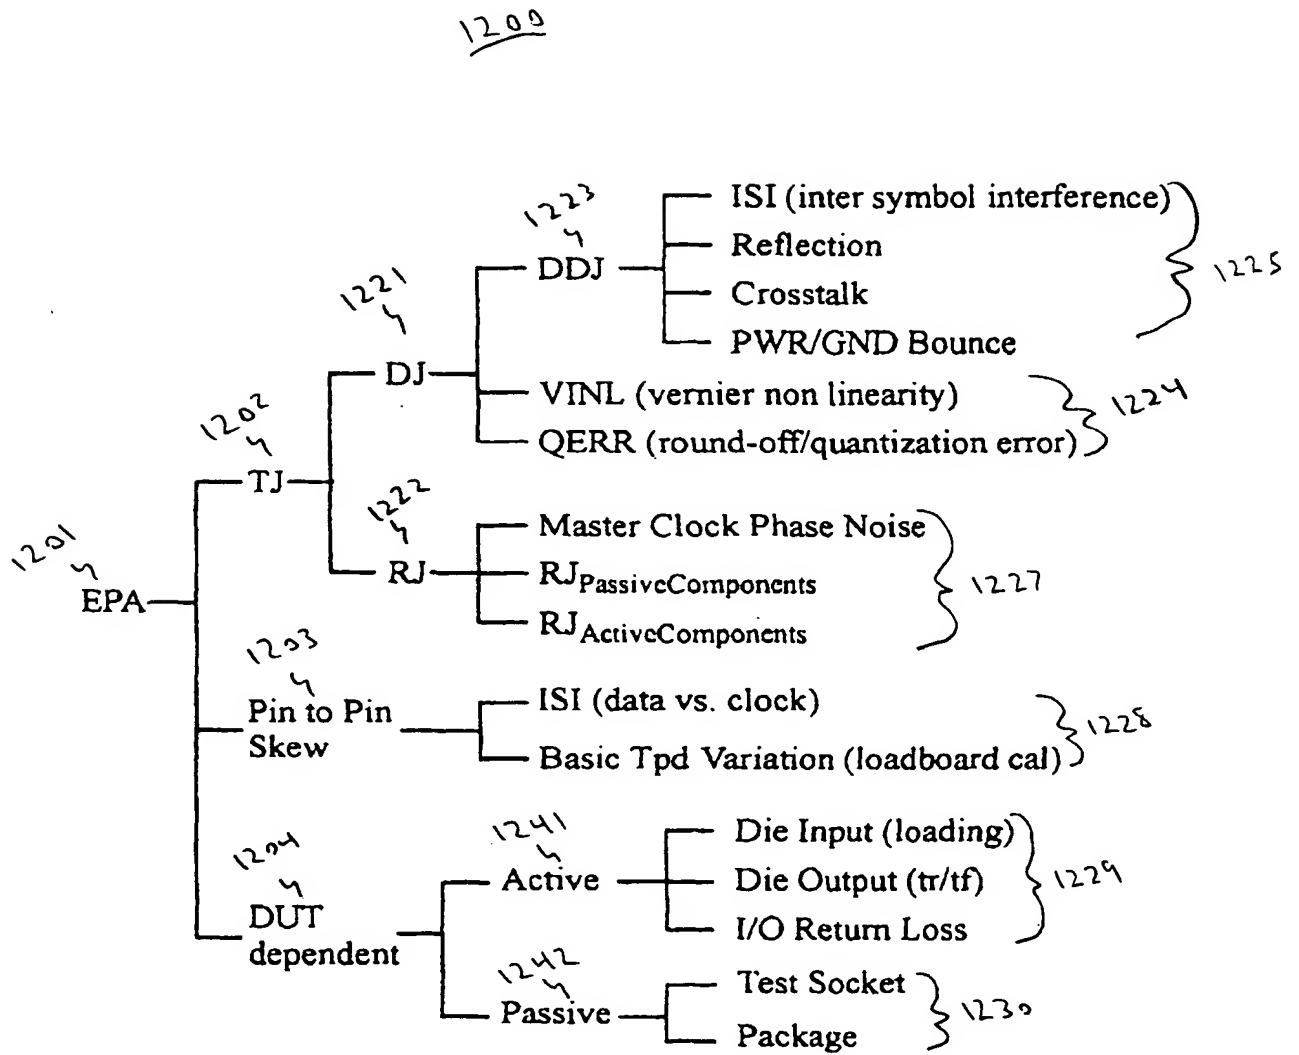 1200
1223
ISI (inter symbol interference)
Reflection
DDJ
1225
1221
Crosstalk
PWR/GND Bounce
DJ
VINL (vernier non linearity)
1224
1202
QERR (round-off/quantization error)
TJ
1222
Master Clock Phase Noise
1201
RJ
RJPassiveComponents
1227
EPA
RJActiveComponents
1203
Pin to Pin
Skew
ISI (data vs. clock)
1228
Basic Tpd Variation (loadboard cal)
1204
1241
Die Input (loading)
Active
Die Output (tr/tf)
1229
DUT
dependent
I/O Return Loss
1242
Test Socket
Passive
1230
Package